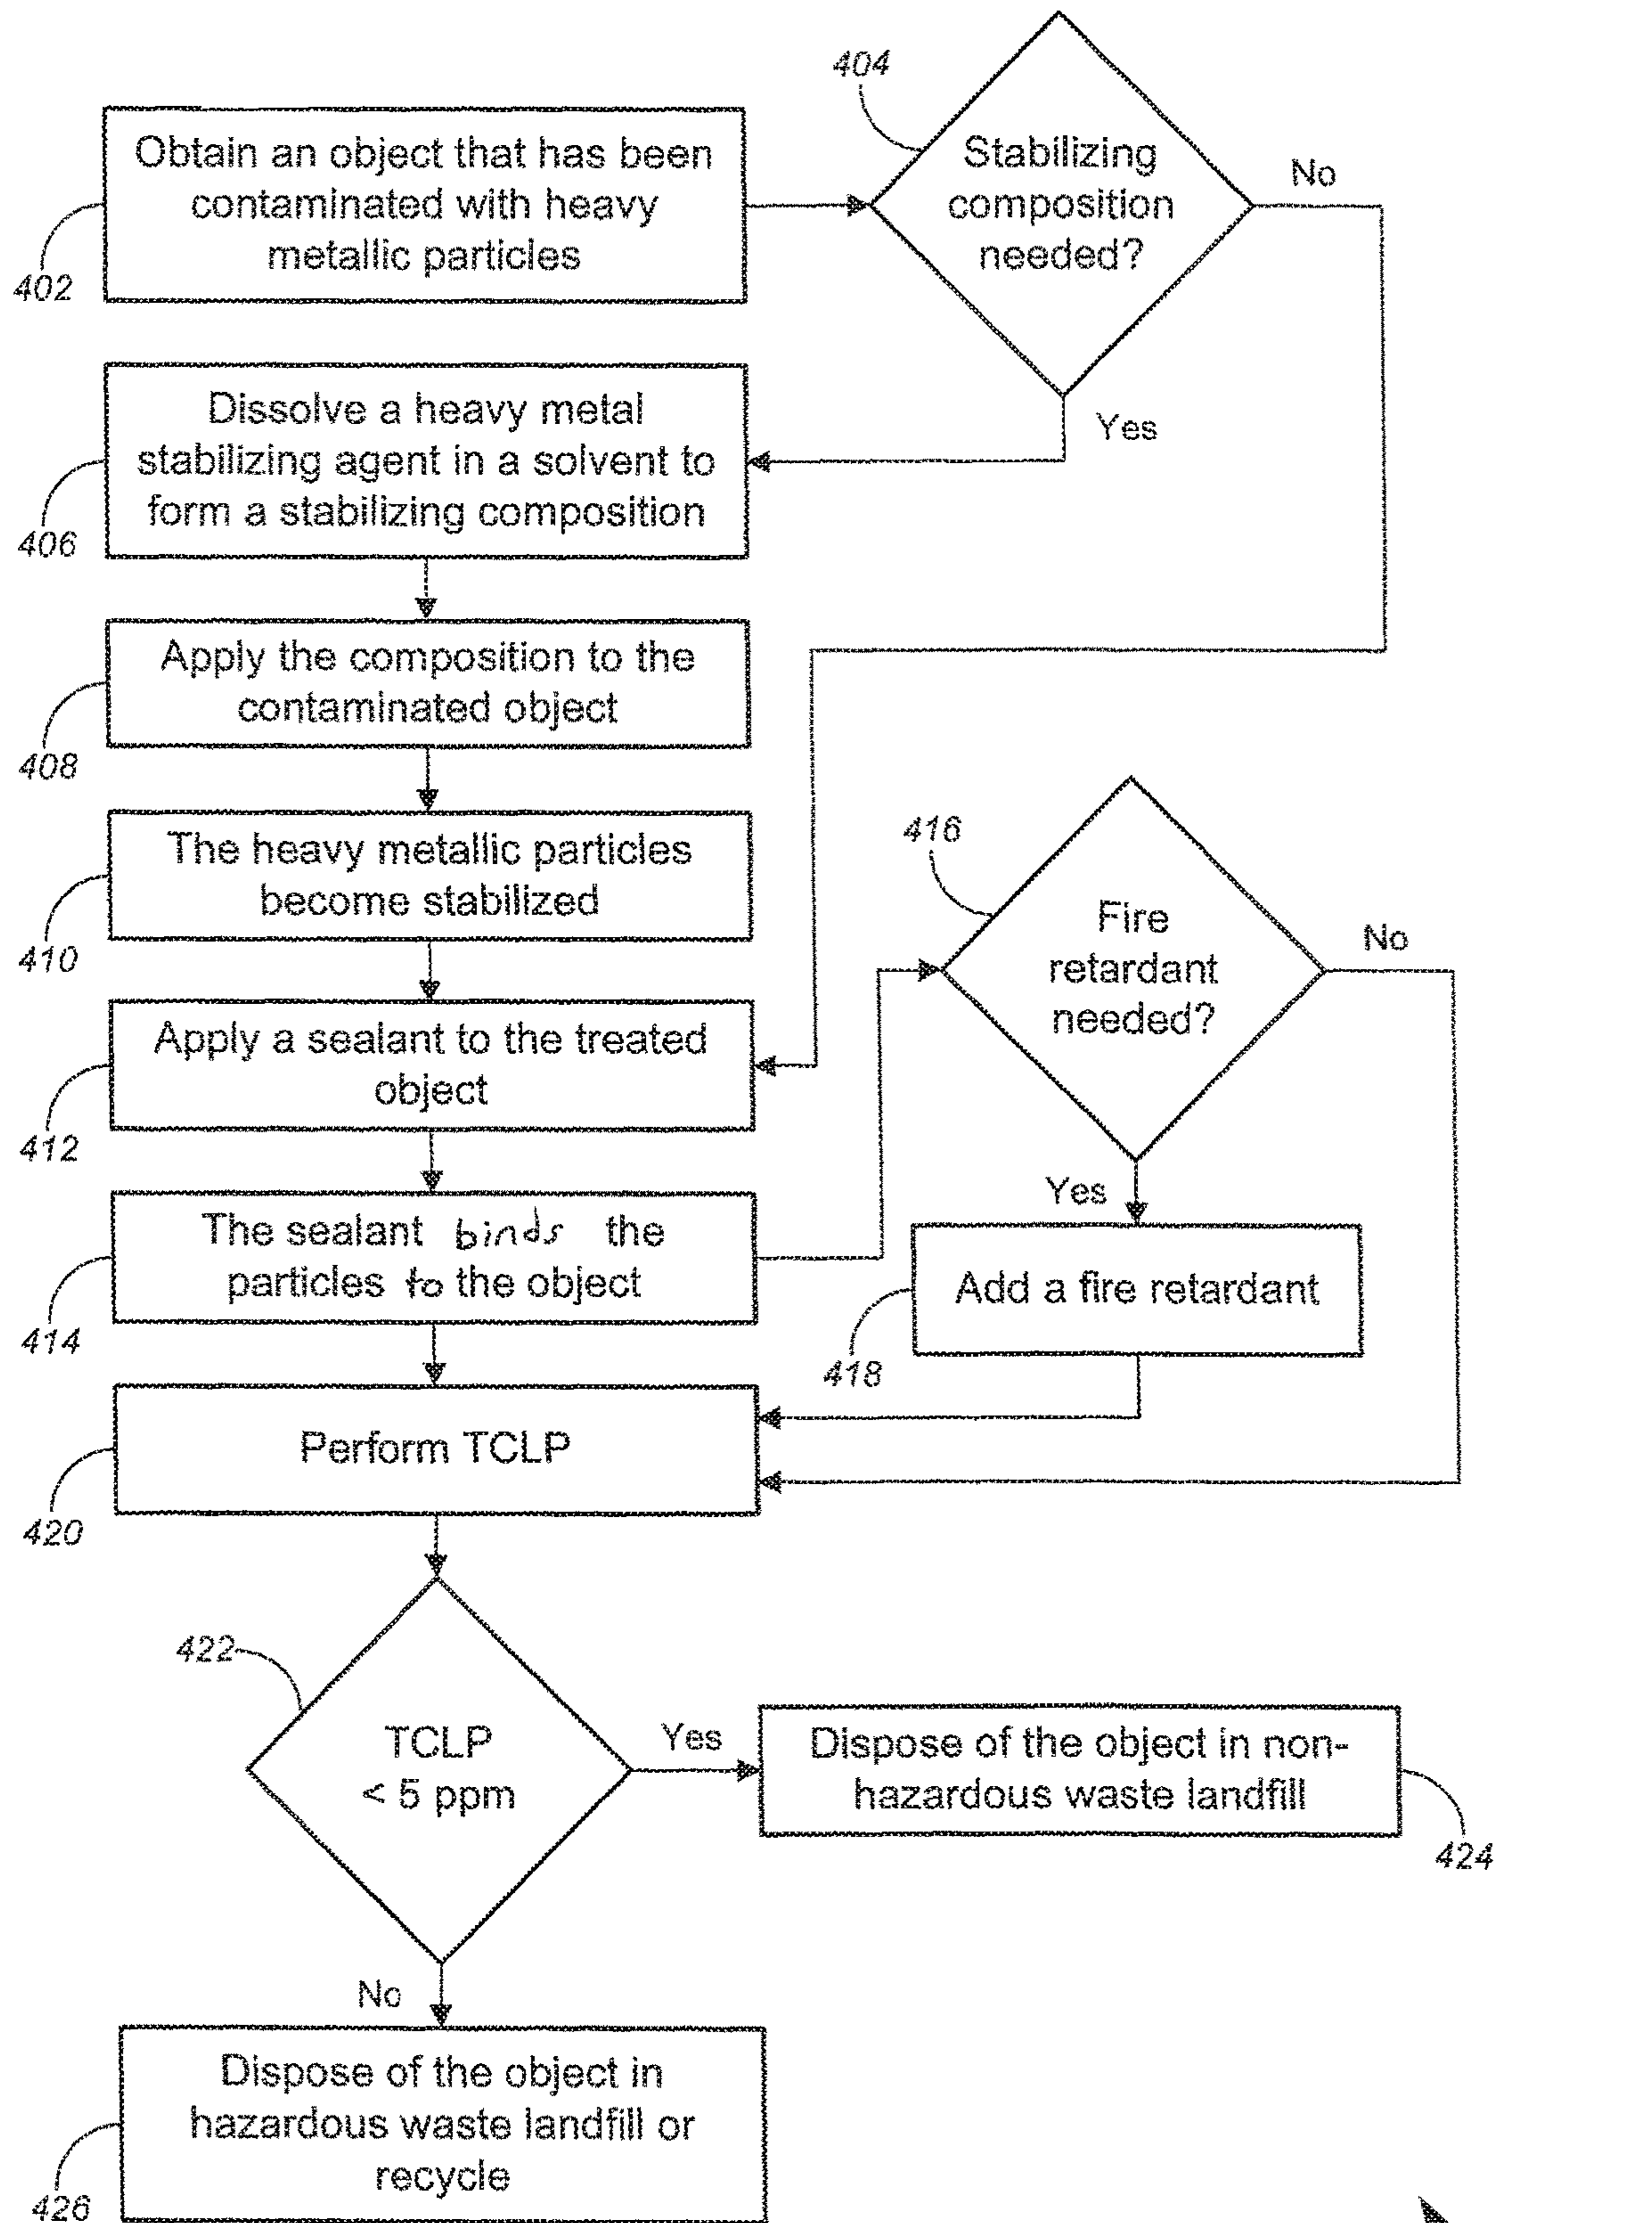 404
Obtain an object that has been
contaminated with heavy
metallic particles
402
Stabilizing
composition
needed?
No
Yes
Dissolve a heavy metal
stabilizing agent in a solvent to
form a stabilizing composition
406
Apply the composition to the
contaminated object
408
The heavy metallic particles
become stabilized
410
Apply a sealant to the treated
object
412
The sealant binds the
particles to the object
414
416
Fire
retardant
needed?
No
Yes
Add a fire retardant
418
Perform TCLP
420
422
TCLP
< 5 ppm
Yes
Dispose of the object in non-
hazardous waste landfill
424
No
Dispose of the object in
hazardous waste landfill or
recycle
426